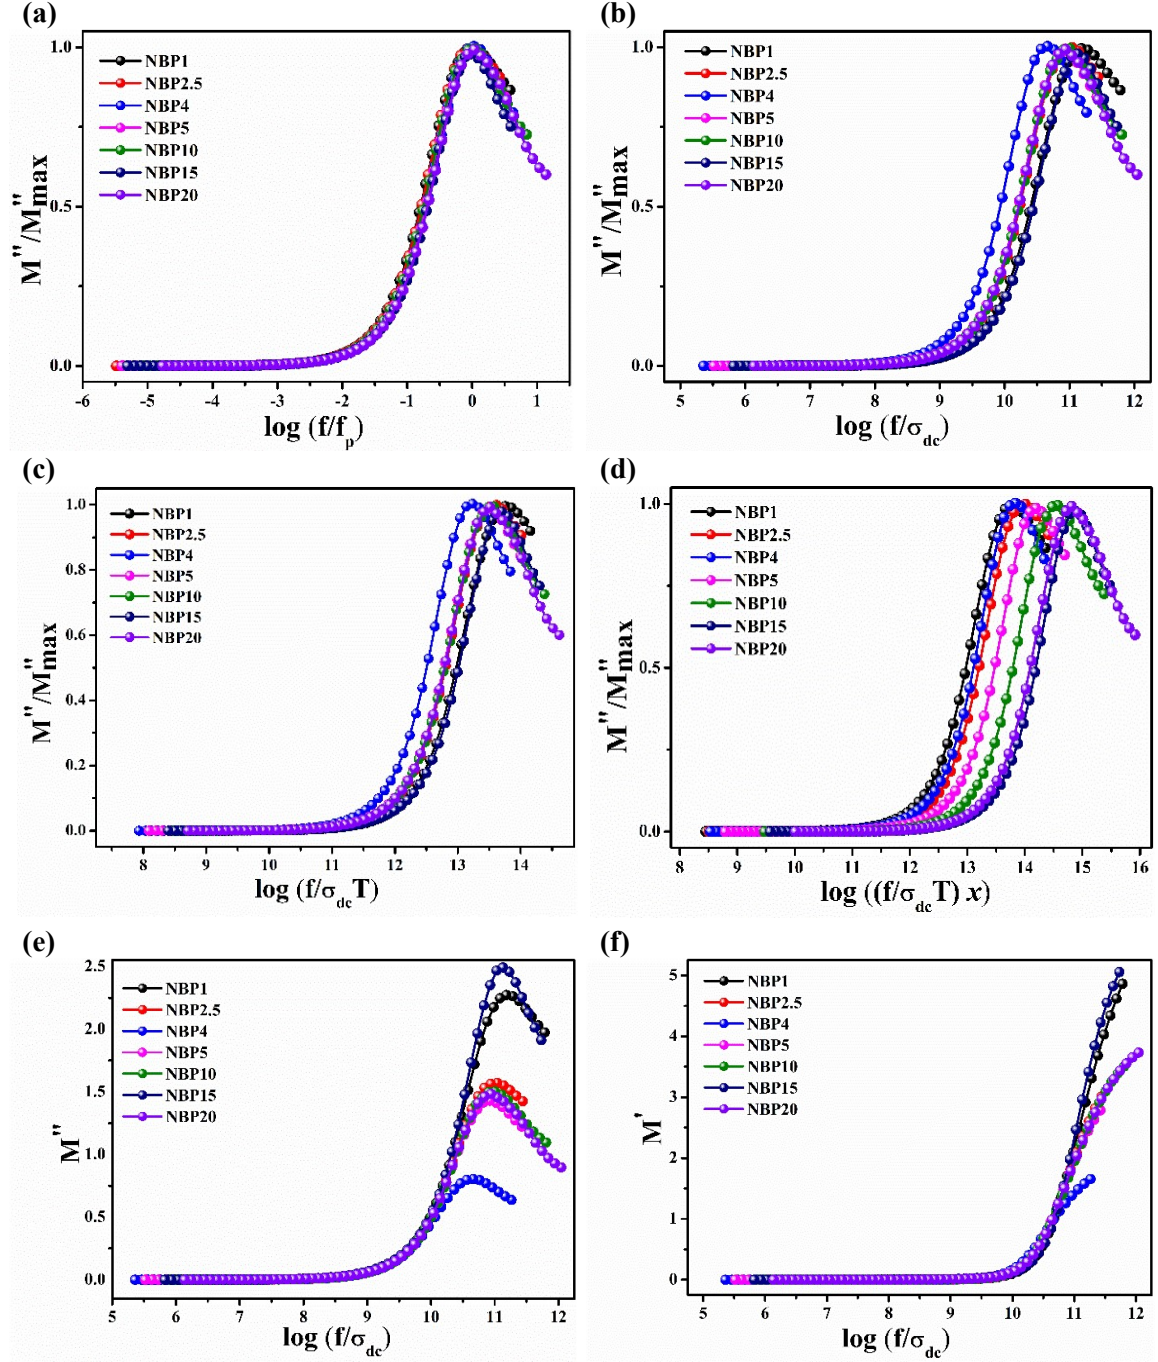 (a)
1.0
0.5
0.0
M''/M''max
NBP1
NBP2.5
NBP4
NBP5
NBP10
NBP15
NBP20
-6 -5 -4 -3 -2 -1 0 1
log (f/fp)
(b)
1.0
0.5
0.0
M''/M''max
NBP1
NBP2.5
NBP4
NBP5
NBP10
NBP15
NBP20
5 6 7 8 9 10 11 12
log (f/σdc)
(c)
1.0
0.8
0.6
0.4
0.2
0.0
M''/M''max
NBP1
NBP2.5
NBP4
NBP5
NBP10
NBP15
NBP20
8 9 10 11 12 13 14
log (f/σdcT)
(d)
1.0
0.5
0.0
M''/M''max
NBP1
NBP2.5
NBP4
NBP5
NBP10
NBP15
NBP20
8 9 10 11 12 13 14 15 16
log ((f/σdcT) x)
(e)
2.5
2.0
1.5
1.0
0.5
0.0
M''
NBP1
NBP2.5
NBP4
NBP5
NBP10
NBP15
NBP20
5 6 7 8 9 10 11 12
log (f/σdc)
(f)
5
4
3
2
1
0
M'
NBP1
NBP2.5
NBP4
NBP5
NBP10
NBP15
NBP20
5 6 7 8 9 10 11 12
log (f/σdc)